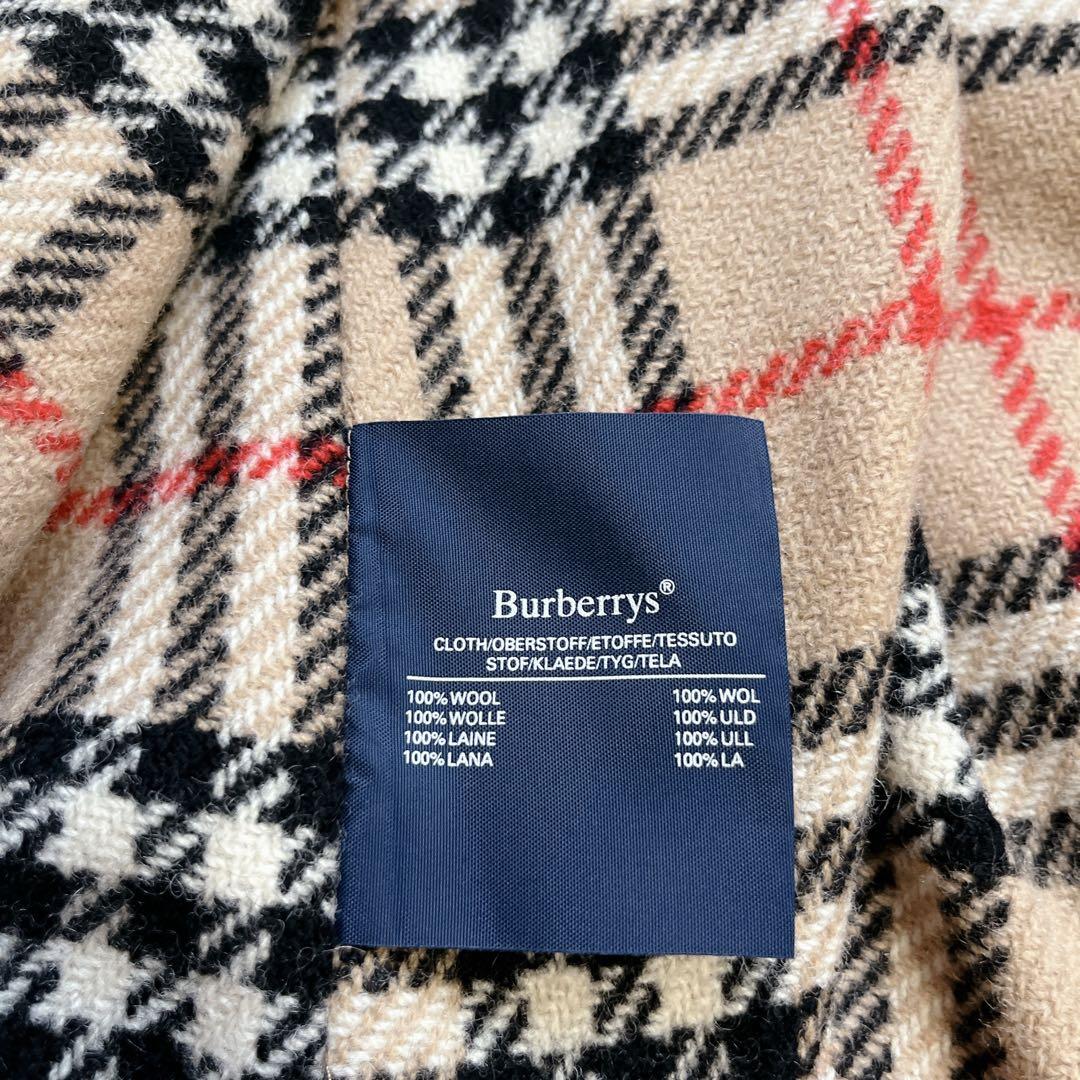 Burberrys®
CLOTH/OBERSTOFF/ETOFFE/TESSUTO
STOF/KLAEDE/TYG/TELA
100% WOOL 100% WOL
100% WOLLE 100% ULD
100% LAINE 100% ULL
100% LANA 100% LA